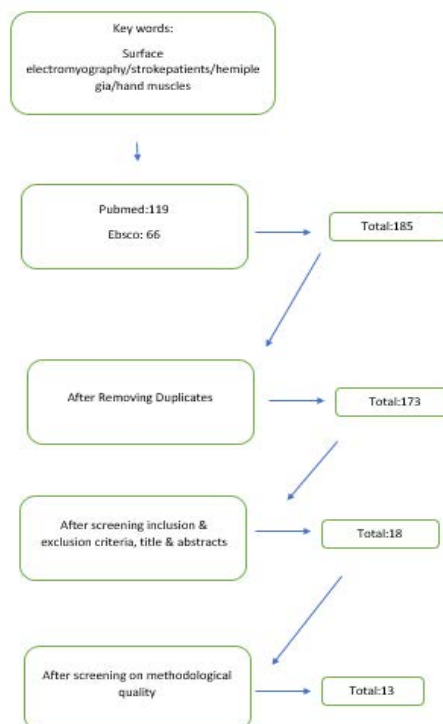 Key words:
Surface
electromyography/strokepatients/hemiple
gia/hand muscles
Pubmed:119
Ebsco: 66
Total:185
After Removing Duplicates
Total:173
After screening inclusion &
exclusion criteria, title & abstracts
Total:18
After screening on methodological
quality
Total:13